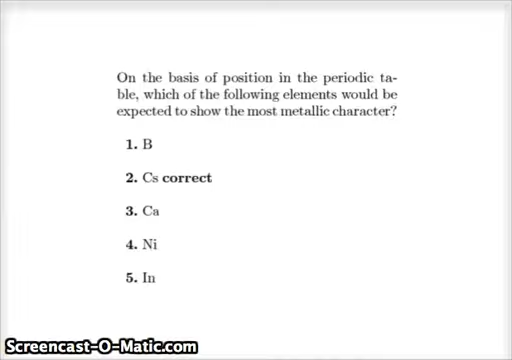 On the basis of position in the periodic ta-
ble, which of the following elements would be
expected to show the most metallic character?
1. B
2. Cs correct
3. Ca
4. Ni
5. In
Screencast-O-Matic.com